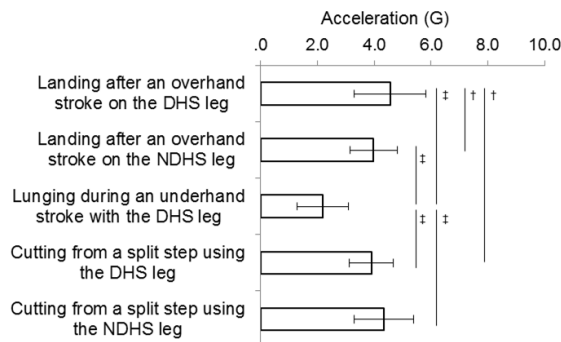 Acceleration (G)
.0 2.0 4.0 6.0 8.0 10.0
Landing after an overhand
stroke on the DHS leg
‡ † †
Landing after an overhand
stroke on the NDHS leg
‡
Lunging during an underhand
stroke with the DHS leg
‡ ‡
Cutting from a split step using
the DHS leg
Cutting from a split step using
the NDHS leg